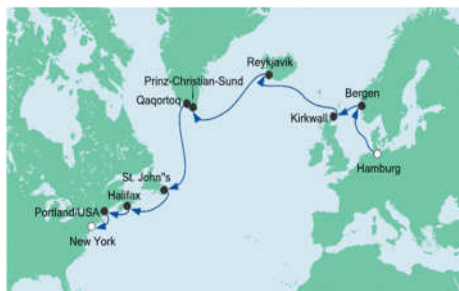 Reykjavik
Prinz-Christian-Sund
Qaqortoq
Bergen
Kirkwall
Hamburg
St. John"s
Halifax
Portland/USA
New York